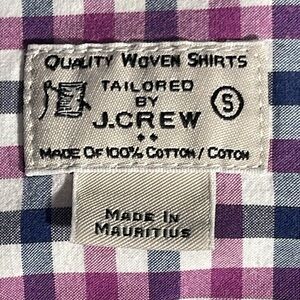 QUALITY WOVEN SHIRTS
TAILORED
BY
S
J.CREW
MADE OF 100% COTTON / COTON
MADE IN
MAURITIUS